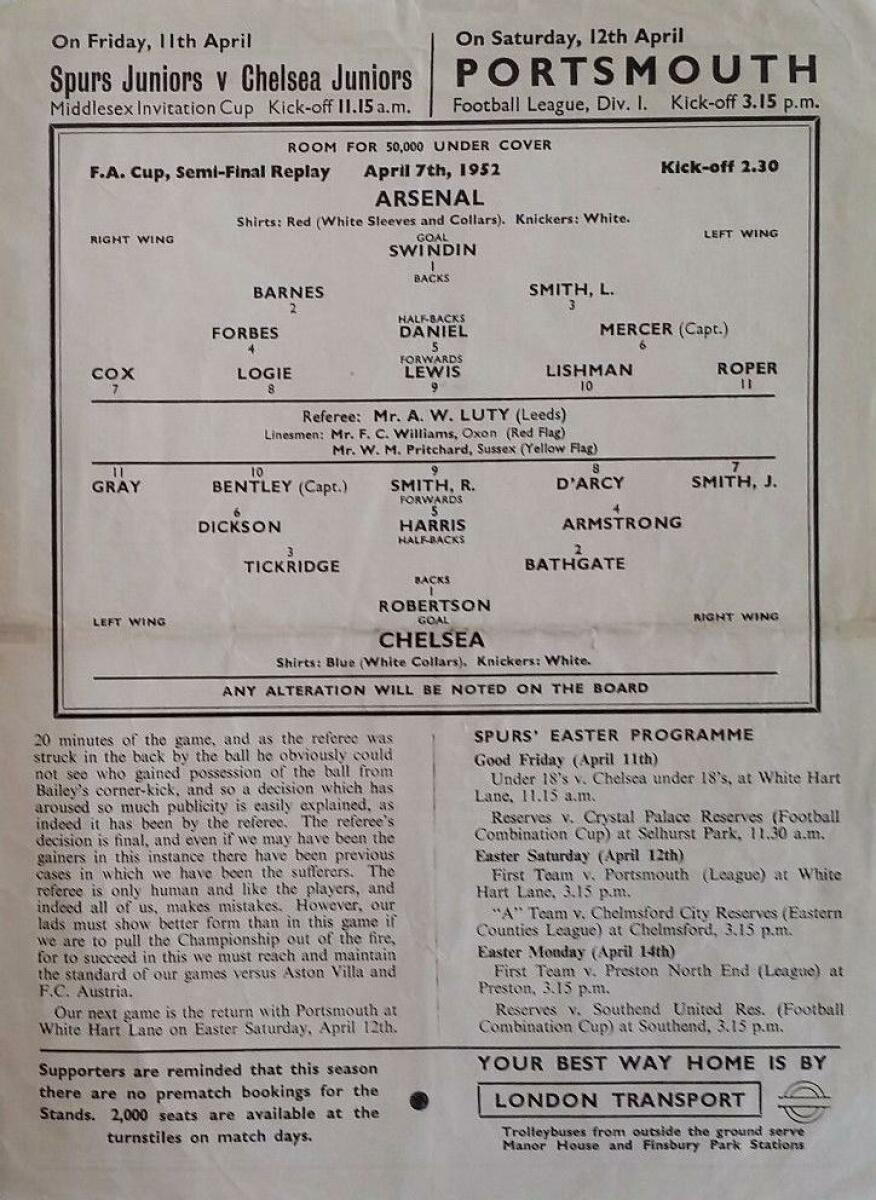 On Friday, 11th April
Spurs Juniors v Chelsea Juniors
Middlesex Invitation Cup Kick-off 11.15 a.m.
On Saturday, 12th April
PORTSMOUTH
Football League, Div. I. Kick-off 3.15 p.m.
ROOM FOR 50,000 UNDER COVER
F.A. Cup, Semi-Final Replay April 7th, 1952 Kick-off 2.30
ARSENAL
Shirts: Red (White Sleeves and Collars). Knickers: White.
RIGHT WING GOAL LEFT WING
SWINDIN
1
BACKS
BARNES SMITH, L.
2 3
HALF-BACKS
FORBES DANIEL MERCER (Capt.)
4 5 6
FORWARDS
COX LOGIE LEWIS LISHMAN ROPER
7 8 9 10 11
Referee: Mr. A. W. LUTY (Leeds)
Linesmen: Mr. F. C. Williams, Oxon (Red Flag)
Mr. W. M. Pritchard, Sussex (Yellow Flag)
11 10 9 8 7
GRAY BENTLEY (Capt.) SMITH, R. D'ARCY SMITH, J.
FORWARDS
6 5 4
DICKSON HARRIS ARMSTRONG
HALF-BACKS
3 2
TICKRIDGE BATHGATE
BACKS
1
ROBERTSON
LEFT WING GOAL RIGHT WING
CHELSEA
Shirts: Blue (White Collars). Knickers: White.
ANY ALTERATION WILL BE NOTED ON THE BOARD
20 minutes of the game, and as the referee was
struck in the back by the ball he obviously could
not see who gained possession of the ball from
Bailey's corner-kick, and so a decision which has
aroused so much publicity is easily explained, as
indeed it has been by the referee. The referee's
decision is final, and even if we may have been the
gainers in this instance there have been previous
cases in which we have been the sufferers. The
referee is only human and like the players, and
indeed all of us, makes mistakes. However, our
lads must show better form than in this game if
we are to pull the Championship out of the fire,
for to succeed in this we must reach and maintain
the standard of our games versus Aston Villa and
F.C. Austria.
Our next game is the return with Portsmouth at
White Hart Lane on Easter Saturday, April 12th.
SPURS' EASTER PROGRAMME
Good Friday (April 11th)
Under 18's v. Chelsea under 18's, at White Hart
Lane, 11.15 a.m.
Reserves v. Crystal Palace Reserves (Football
Combination Cup) at Selhurst Park, 11.30 a.m.
Easter Saturday (April 12th)
First Team v. Portsmouth (League) at White
Hart Lane, 3.15 p.m.
"A" Team v. Chelmsford City Reserves (Eastern
Counties League) at Chelmsford, 3.15 p.m.
Easter Monday (April 14th)
First Team v. Preston North End (League) at
Preston, 3.15 p.m.
Reserves v. Southend United Res. (Football
Combination Cup) at Southend, 3.15 p.m.
Supporters are reminded that this season
there are no prematch bookings for the
Stands. 2,000 seats are available at the
turnstiles on match days.
YOUR BEST WAY HOME IS BY
LONDON TRANSPORT
Trolleybuses from outside the ground serve
Manor House and Finsbury Park Stations